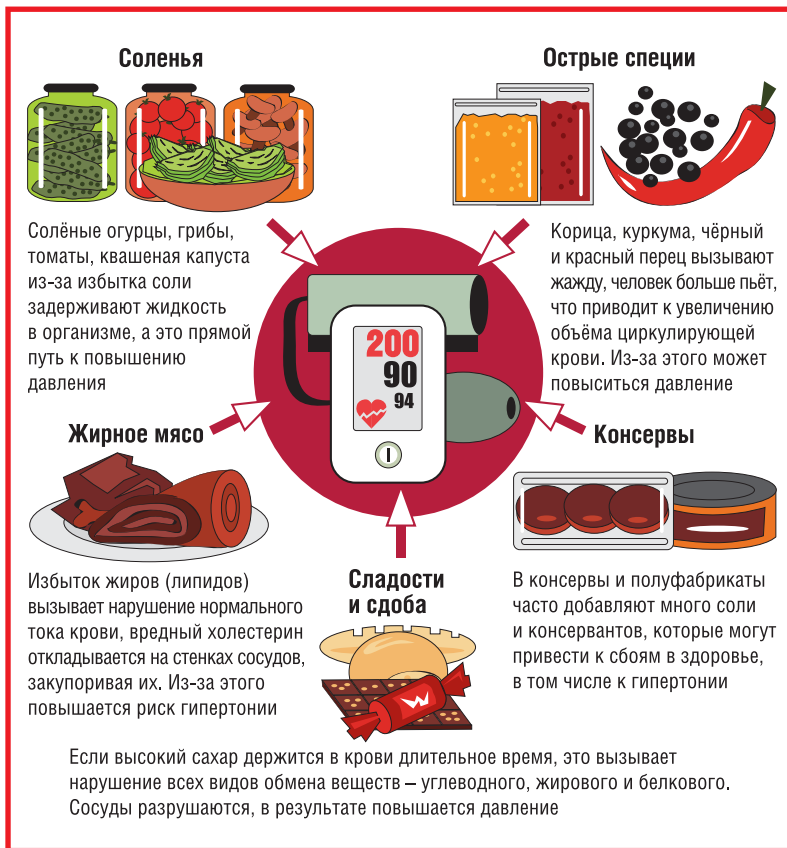 Соленья
Солёные огурцы, грибы,
томаты, квашеная капуста
из-за избытка соли
задерживают жидкость
в организме, а это прямой
путь к повышению
давления
Острые специи
Корица, куркума, чёрный
и красный перец вызывают
жажду, человек больше пьёт,
что приводит к увеличению
объёма циркулирующей
крови. Из-за этого может
повыситься давление
200
90
94
Жирное мясо
Избыток жиров (липидов)
вызывает нарушение нормального
тока крови, вредный холестерин
откладывается на стенках сосудов,
закупоривая их. Из-за этого
повышается риск гипертонии
Консервы
В консервы и полуфабрикаты
часто добавляют много соли
и консервантов, которые могут
привести к сбоям в здоровье,
в том числе к гипертонии
Сладости
и сдоба
Если высокий сахар держится в крови длительное время, это вызывает
нарушение всех видов обмена веществ – углеводного, жирового и белкового.
Сосуды разрушаются, в результате повышается давление